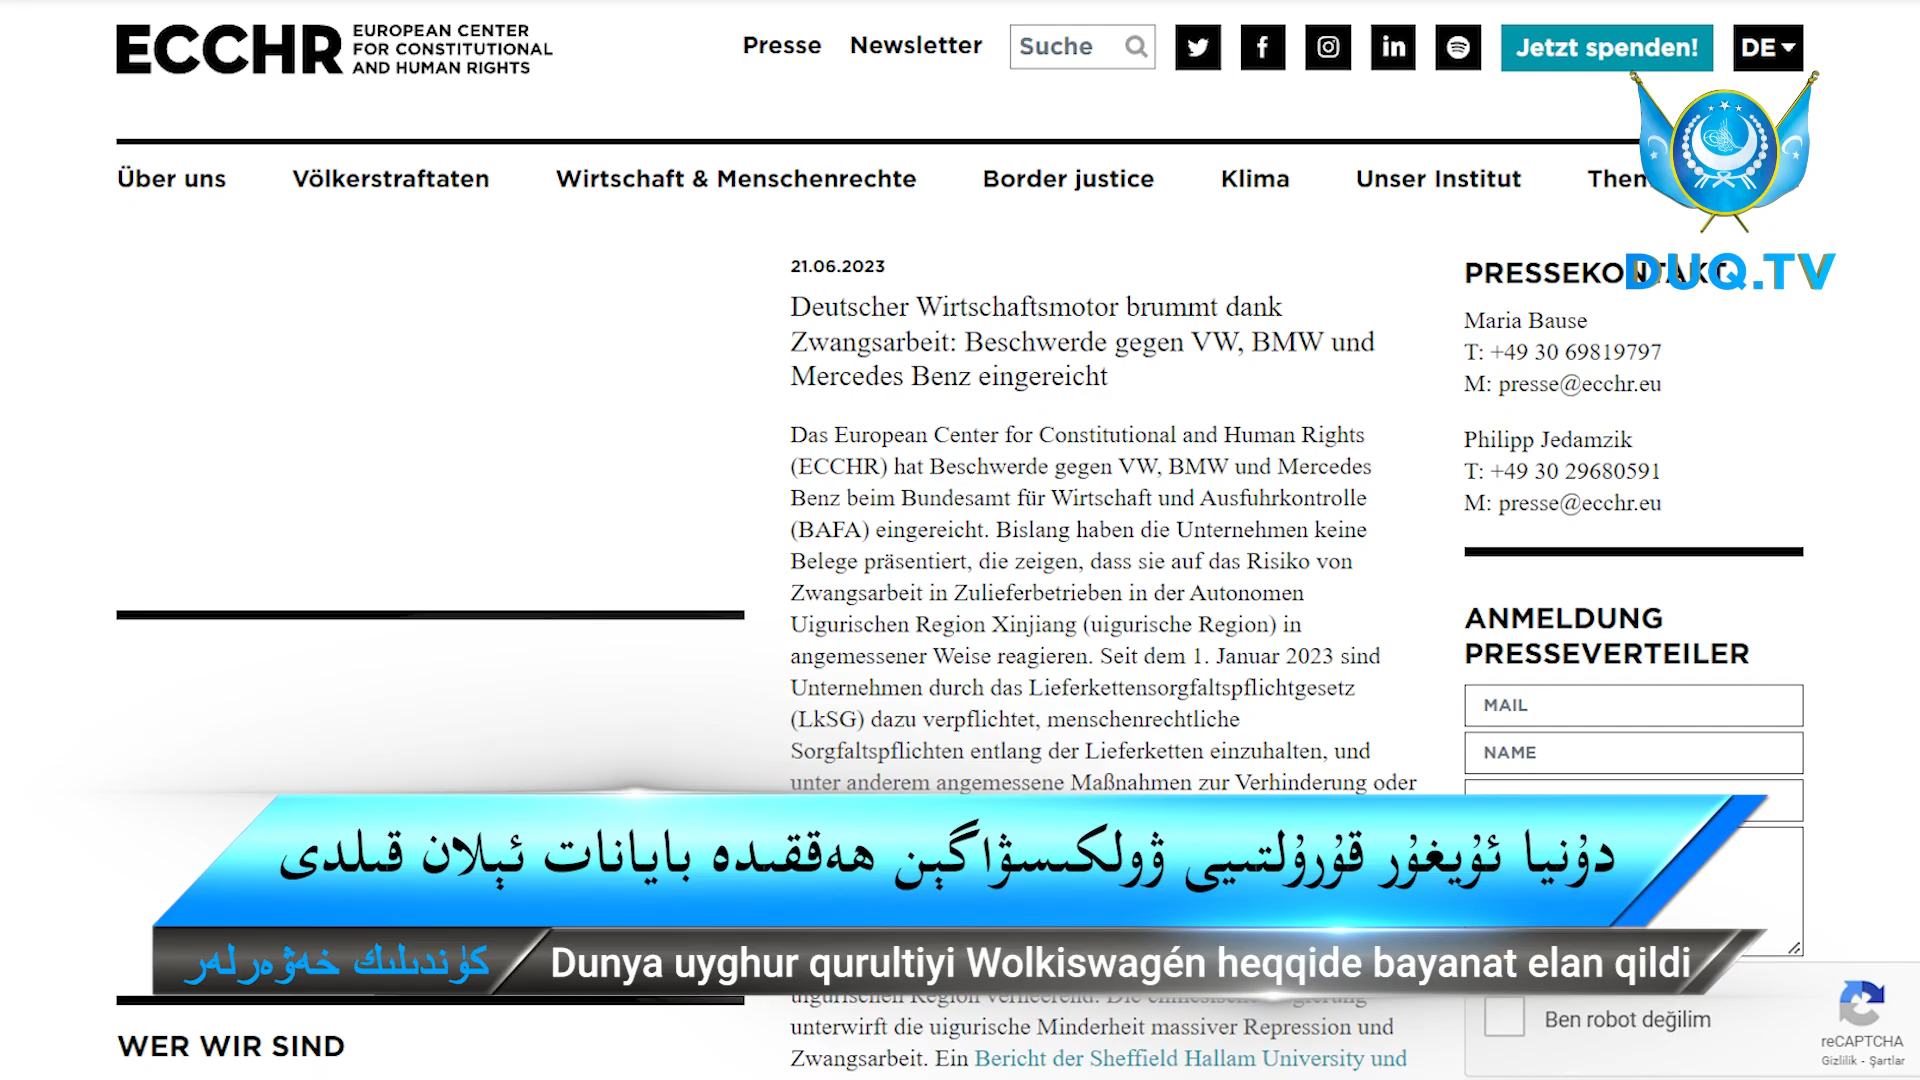 ECCHR
EUROPEAN CENTER
FOR CONSTITUTIONAL
AND HUMAN RIGHTS
Presse
Newsletter
Suche
Jetzt spenden!
DE
Über uns
Völkerstraftaten
Wirtschaft & Menschenrechte
Border justice
Klima
Unser Institut
DUQ.TV
21.06.2023
Deutscher Wirtschaftsmotor brummt dank
Zwangsarbeit: Beschwerde gegen VW, BMW und
Mercedes Benz eingereicht
Das European Center for Constitutional and Human Rights
(ECCHR) hat Beschwerde gegen VW, BMW und Mercedes
Benz beim Bundesamt für Wirtschaft und Ausfuhrkontrolle
(BAFA) eingereicht. Bislang haben die Unternehmen keine
Belege präsentiert, die zeigen, dass sie auf das Risiko von
Zwangsarbeit in Zulieferbetrieben in der Autonomen
Uigurischen Region Xinjiang (uigurische Region) in
angemessener Weise reagieren. Seit dem 1. Januar 2023 sind
Unternehmen durch das Lieferkettensorgfaltspflichtgesetz
(LkSG) dazu verpflichtet, menschenrechtliche
Sorgfaltspflichten entlang der Lieferketten einzuhalten, und
unter anderem angemessene Maßnahmen zur Verhinderung oder
unterwirft die uigurische Minderheit massiver Repression und
Zwangsarbeit. Ein Bericht der Sheffield Hallam University und
PRESSEKONTAKT
Maria Bause
T: +49 30 69819797
M: presse@ecchr.eu
Philipp Jedamzik
T: +49 30 29680591
M: presse@ecchr.eu
ANMELDUNG
PRESSEVERTEILER
MAIL
NAME
دۇنيا ئۇيغۇر قۇرۇلتىيى ۋولكىسۋاگېن ھەققىدە بايانات ئېلان قىلدى
كۈندىلىك خەۋەرلەر
Dunya uyghur qurultiyi Wolkiswagén heqqide bayanat elan qildi
WER WIR SIND
Ben robot değilim
reCAPTCHA
Gizlilik - Şartlar